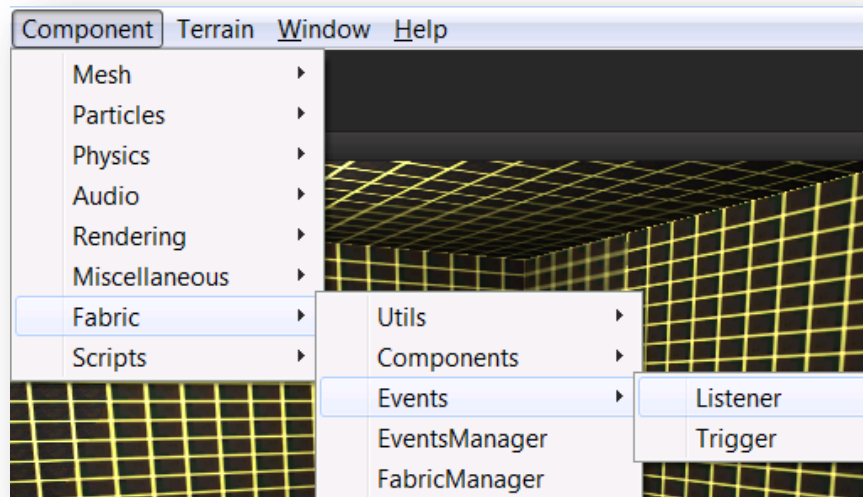 Component Terrain Window Help
Mesh
Particles
Physics
Audio
Rendering
Miscellaneous
Fabric
Scripts
Utils
Components
Events
EventsManager
FabricManager
Listener
Trigger